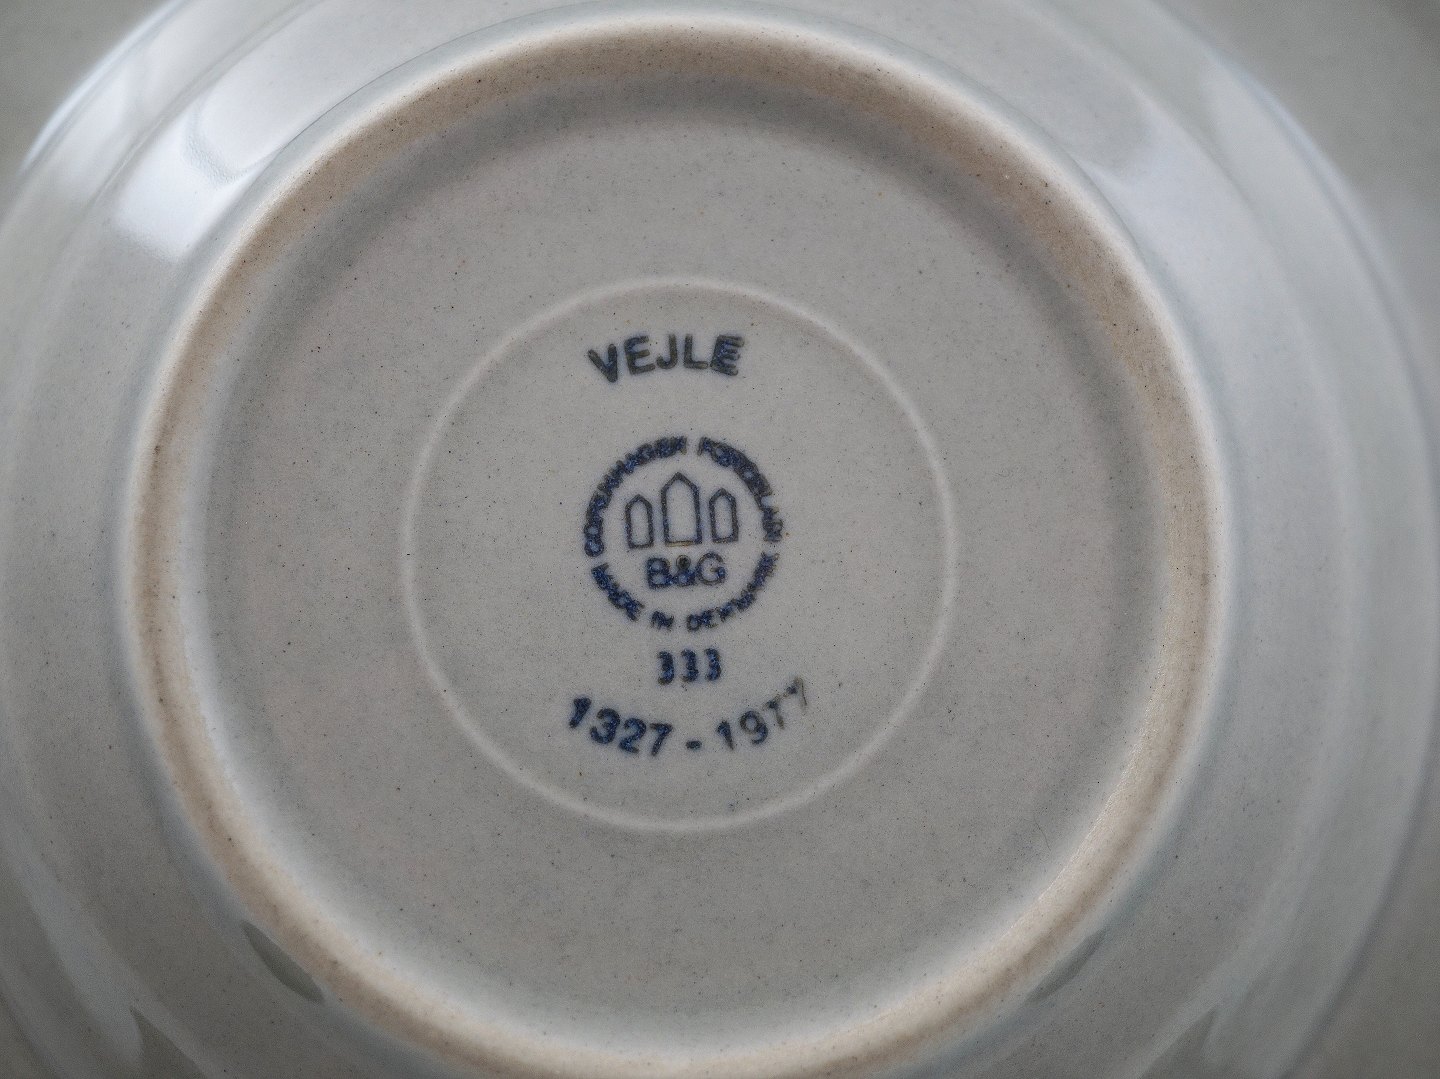 VEJLE
COPENHAGEN PORCELAIN
B&G
MADE IN DENMARK
333
1327 - 1977